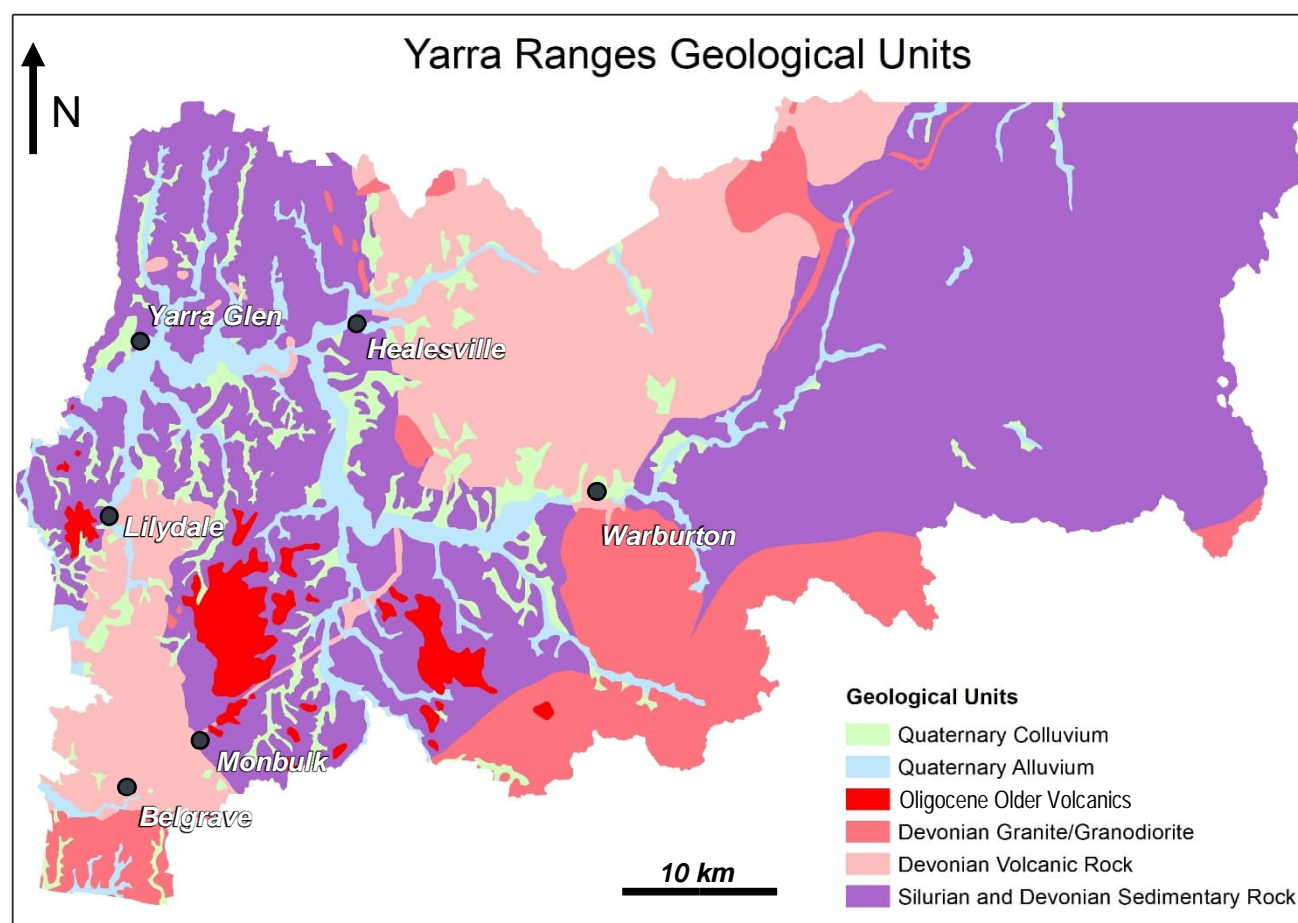 Yarra Ranges Geological Units
N
Yarra Glen
Healesville
Lilydale
Warburton
Monbulk
Belgrave
10 km
Geological Units
Quaternary Colluvium
Quaternary Alluvium
Oligocene Older Volcanics
Devonian Granite/Granodiorite
Devonian Volcanic Rock
Silurian and Devonian Sedimentary Rock